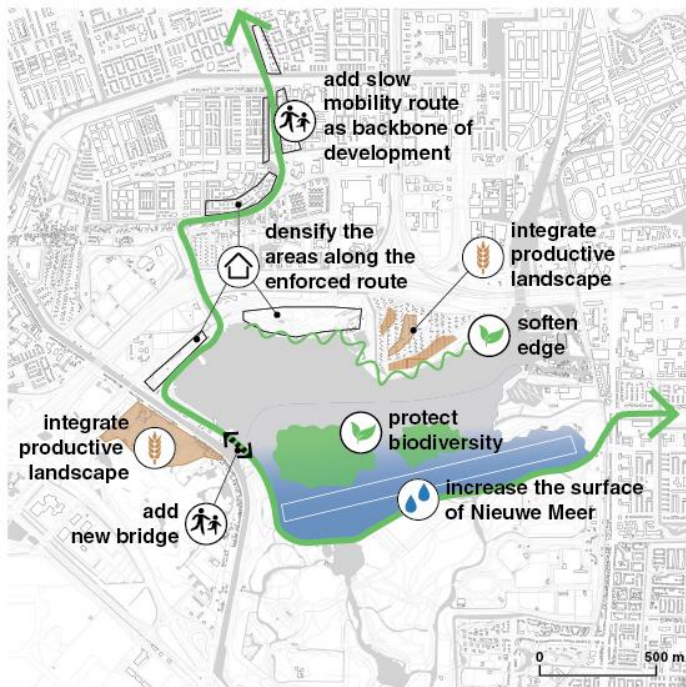 add slow
mobility route
as backbone of
development
densify the
areas along the
enforced route
integrate
productive
landscape
soften
edge
integrate
productive
landscape
protect
biodiversity
add
new bridge
increase the surface
of Nieuwe Meer
0 500 m